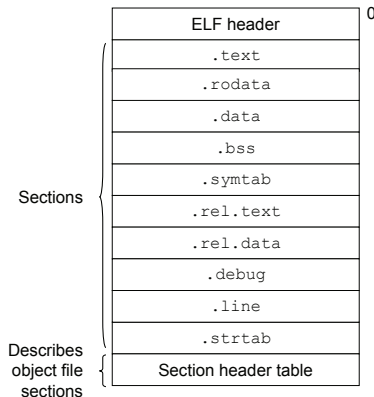 ELF header
0
.text
.rodata
.data
.bss
.symtab
.rel.text
.rel.data
.debug
.line
.strtab
Section header table
Sections
Describes
object file
sections